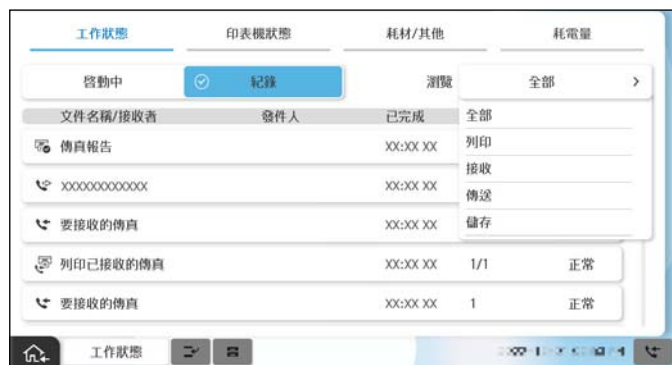 工作狀態 印表機狀態 耗材/其他 耗電量
啓動中 紀錄 瀏覽 全部 >
文件名稱/接收者 發件人 已完成 全部
列印
傳真報告 XX:XX XX
接收
XXXXXXXXXXXX XX:XX XX
傳送
要接收的傳真 XX:XX XX 儲存
列印已接收的傳真 XX:XX XX 1/1 正常
要接收的傳真 XX:XX XX 1 正常
工作狀態